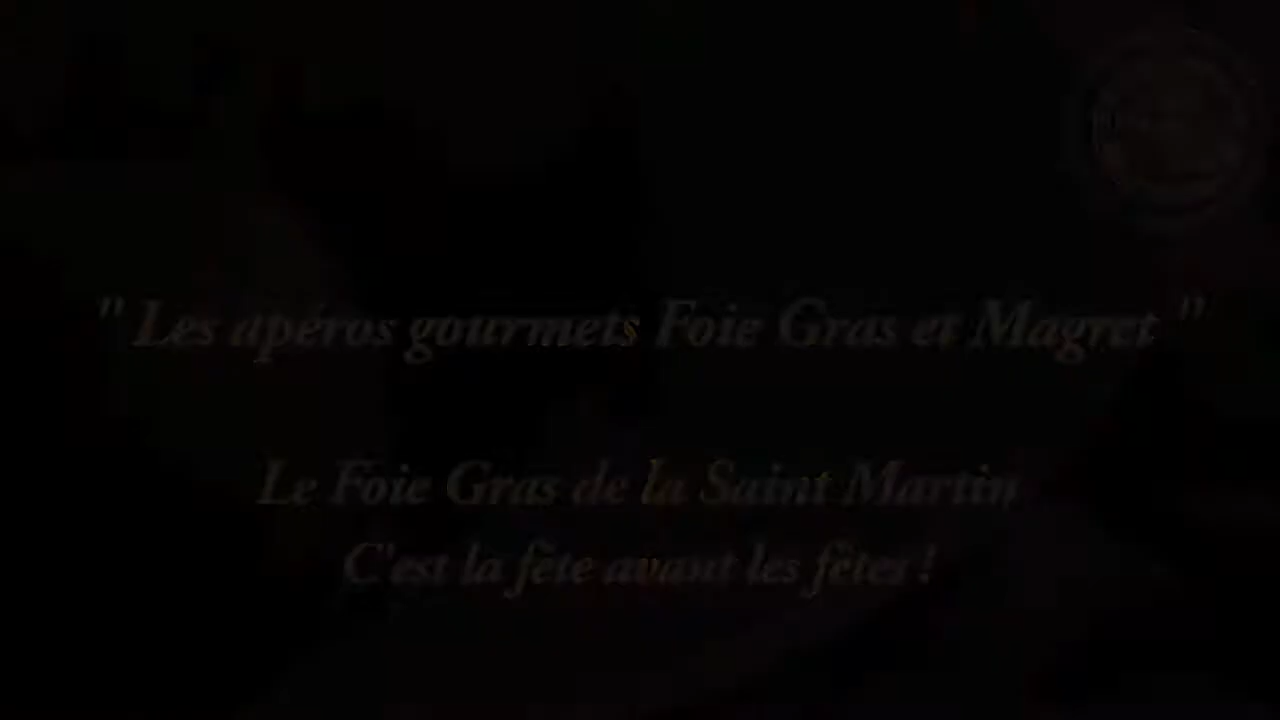 " Les apéros gourmets Foie Gras et Magret "
Le Foie Gras de la Saint Martin
C'est la fête avant les fêtes !